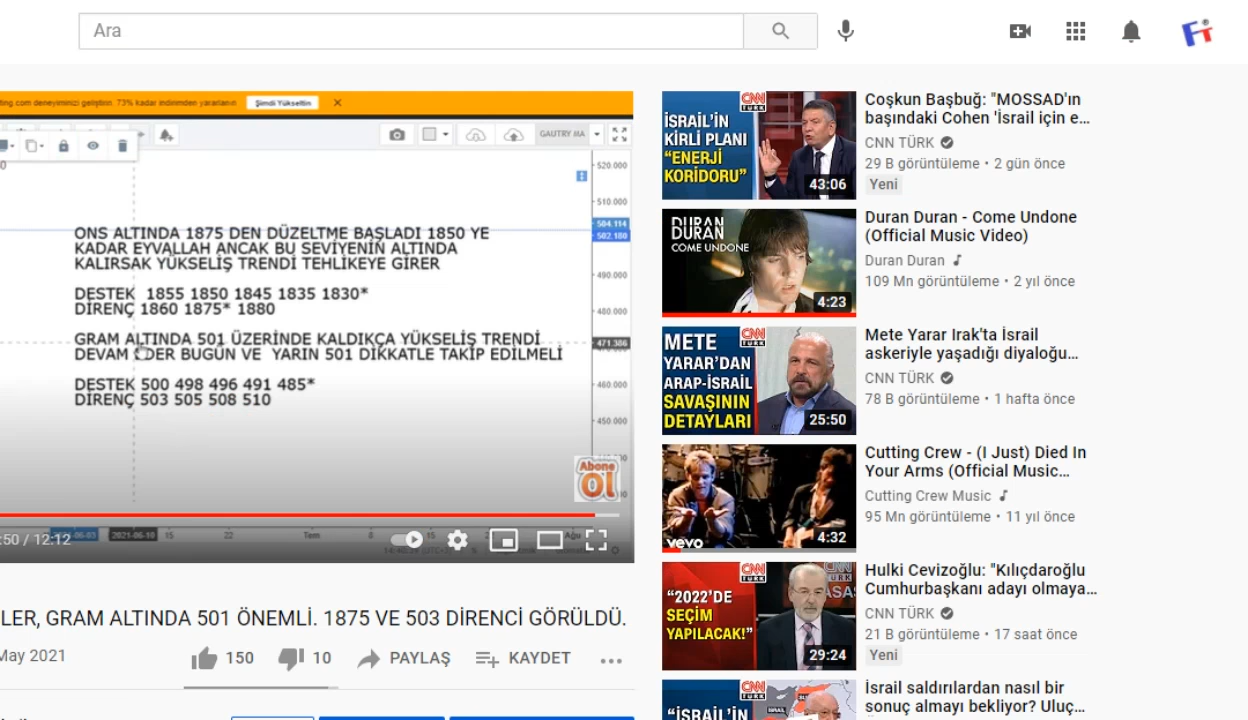 Ara
ting com deneyiminizi geliştirin. 73% kadar indirimden yararlanın
Şimdi Yükseltin
GAUTRY MA
520.000
510.000
504.114
502.180
490.000
480.000
471.386
460.000
450.000
ONS ALTINDA 1875 DEN DÜZELTME BAŞLADI 1850 YE
KADAR EYVALLAH ANCAK BU SEVİYENİN ALTINDA
KALIRSAK YÜKSELİŞ TRENDİ TEHLİKEYE GİRER
DESTEK 1855 1850 1845 1835 1830*
DİRENÇ 1860 1875* 1880
GRAM ALTINDA 501 ÜZERİNDE KALDIKÇA YÜKSELİŞ TRENDİ
DEVAM EDER BUGÜN VE YARIN 501 DİKKATLE TAKİP EDİLMELİ
DESTEK 500 498 496 491 485*
DİRENÇ 503 505 508 510
Abone
Ol
2021-06-10 15 22 Tem 8 15
:50 / 12:12
LER, GRAM ALTINDA 501 ÖNEMLİ. 1875 VE 503 DİRENCİ GÖRÜLDÜ.
May 2021
150
10
PAYLAŞ
KAYDET
CNN TÜRK
İSRAİL'İN
KİRLİ PLANI
“ENERJİ
KORİDORU”
43:06
Coşkun Başbuğ: "MOSSAD'ın
başındaki Cohen 'İsrail için e...
CNN TÜRK
29 B görüntüleme • 2 gün önce
Yeni
DURAN
DURAN
COME UNDONE
4:23
Duran Duran - Come Undone
(Official Music Video)
Duran Duran
109 Mn görüntüleme • 2 yıl önce
CNN TÜRK
METE
YARAR'DAN
ARAP-İSRAİL
SAVAŞININ
DETAYLARI
25:50
Mete Yarar Irak'ta İsrail
askeriyle yaşadığı diyaloğu...
CNN TÜRK
78 B görüntüleme • 1 hafta önce
vevo
4:32
Cutting Crew - (I Just) Died In
Your Arms (Official Music...
Cutting Crew Music
95 Mn görüntüleme • 11 yıl önce
CNN TÜRK
“2022'DE
SEÇİM
YAPILACAK!”
29:24
Hulki Cevizoğlu: "Kılıçdaroğlu
Cumhurbaşkanı adayı olmaya...
CNN TÜRK
21 B görüntüleme • 17 saat önce
Yeni
CNN TÜRK
“İSRAİL'İN
İsrail saldırılardan nasıl bir
sonuç almayı bekliyor? Uluç...